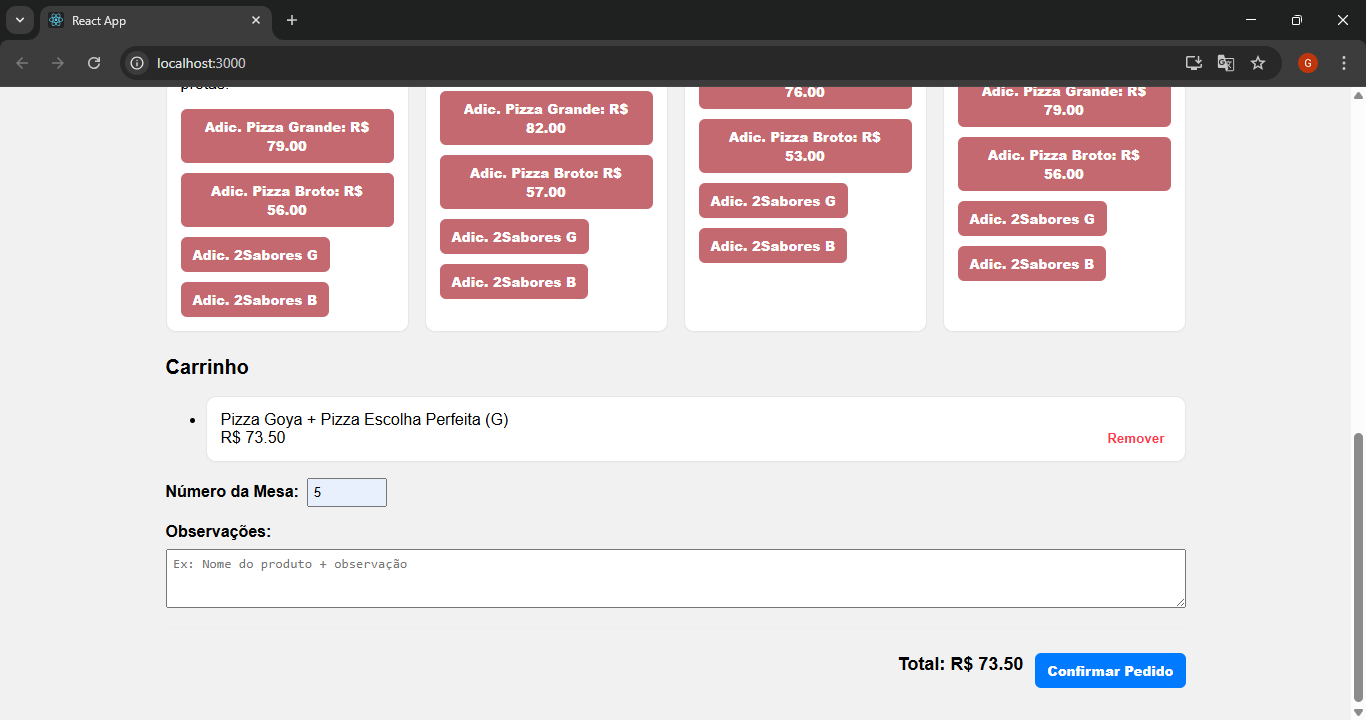 React App
localhost:3000
G
pretas.
Adic. Pizza Grande: R$
79.00
Adic. Pizza Broto: R$
56.00
Adic. 2Sabores G
Adic. 2Sabores B
Adic. Pizza Grande: R$
82.00
Adic. Pizza Broto: R$
57.00
Adic. 2Sabores G
Adic. 2Sabores B
76.00
Adic. Pizza Broto: R$
53.00
Adic. 2Sabores G
Adic. 2Sabores B
Adic. Pizza Grande: R$
79.00
Adic. Pizza Broto: R$
56.00
Adic. 2Sabores G
Adic. 2Sabores B
Carrinho
Pizza Goya + Pizza Escolha Perfeita (G)
R$ 73.50
Remover
Número da Mesa: 5
Observações:
Ex: Nome do produto + observação
Total: R$ 73.50 Confirmar Pedido